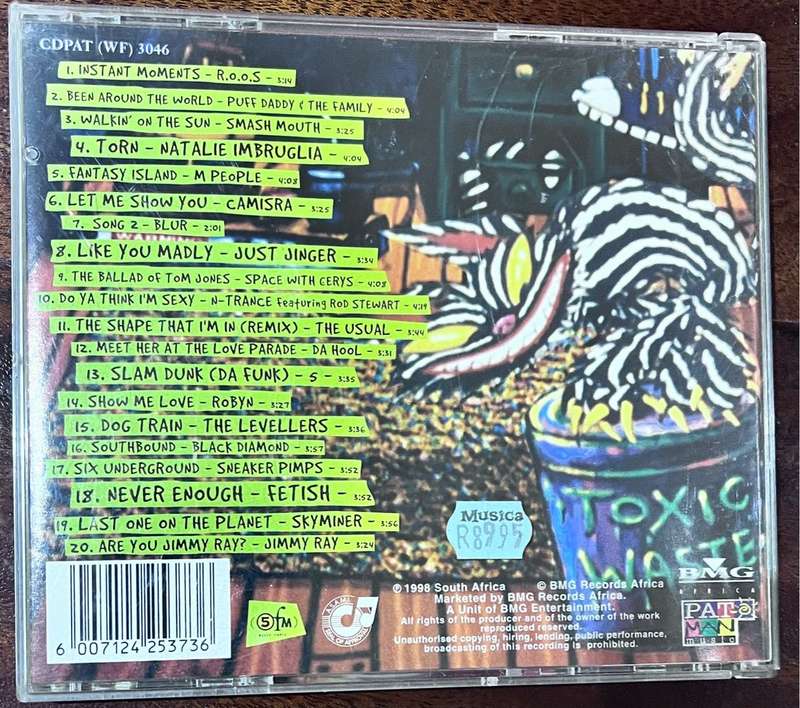 CDPAT (WF) 3046
1. INSTANT MOMENTS - R.O.O.S - 3:14
2. BEEN AROUND THE WORLD - PUFF DADDY & THE FAMILY - 4:04
3. WALKIN' ON THE SUN - SMASH MOUTH - 3:25
4. TORN - NATALIE IMBRUGLIA - 4:04
5. FANTASY ISLAND - M PEOPLE - 4:08
6. LET ME SHOW YOU - CAMISRA - 3:25
7. SONG 2 - BLUR - 2:01
8. LIKE YOU MADLY - JUST JINGER - 3:34
9. THE BALLAD OF TOM JONES - SPACE WITH CERYS - 4:08
10. DO YA THINK I'M SEXY - N-TRANCE featuring ROD STEWART - 4:19
11. THE SHAPE THAT I'M IN (REMIX) - THE USUAL - 3:44
12. MEET HER AT THE LOVE PARADE - DA HOOL - 3:31
13. SLAM DUNK (DA FUNK) - 5 - 3:35
14. SHOW ME LOVE - ROBYN - 3:27
15. DOG TRAIN - THE LEVELLERS - 3:36
16. SOUTHBOUND - BLACK DIAMOND - 3:57
17. SIX UNDERGROUND - SNEAKER PIMPS - 3:52
18. NEVER ENOUGH - FETISH - 3:52
19. LAST ONE ON THE PLANET - SKYMINER - 3:56
20. ARE YOU JIMMY RAY? - JIMMY RAY - 3:24
Musica
R89.95
TOXIC
WASTE
6 007124 253736
5fm
SEAL OF APPROVAL
℗ 1998 South Africa © BMG Records Africa
Marketed by BMG Records Africa.
A Unit of BMG Entertainment.
All rights of the producer and of the owner of the work
reproduced reserved.
Unauthorised copying, hiring, lending, public performance,
broadcasting of this recording is prohibited.
BMG
AFRICA
PAT
MAN
music